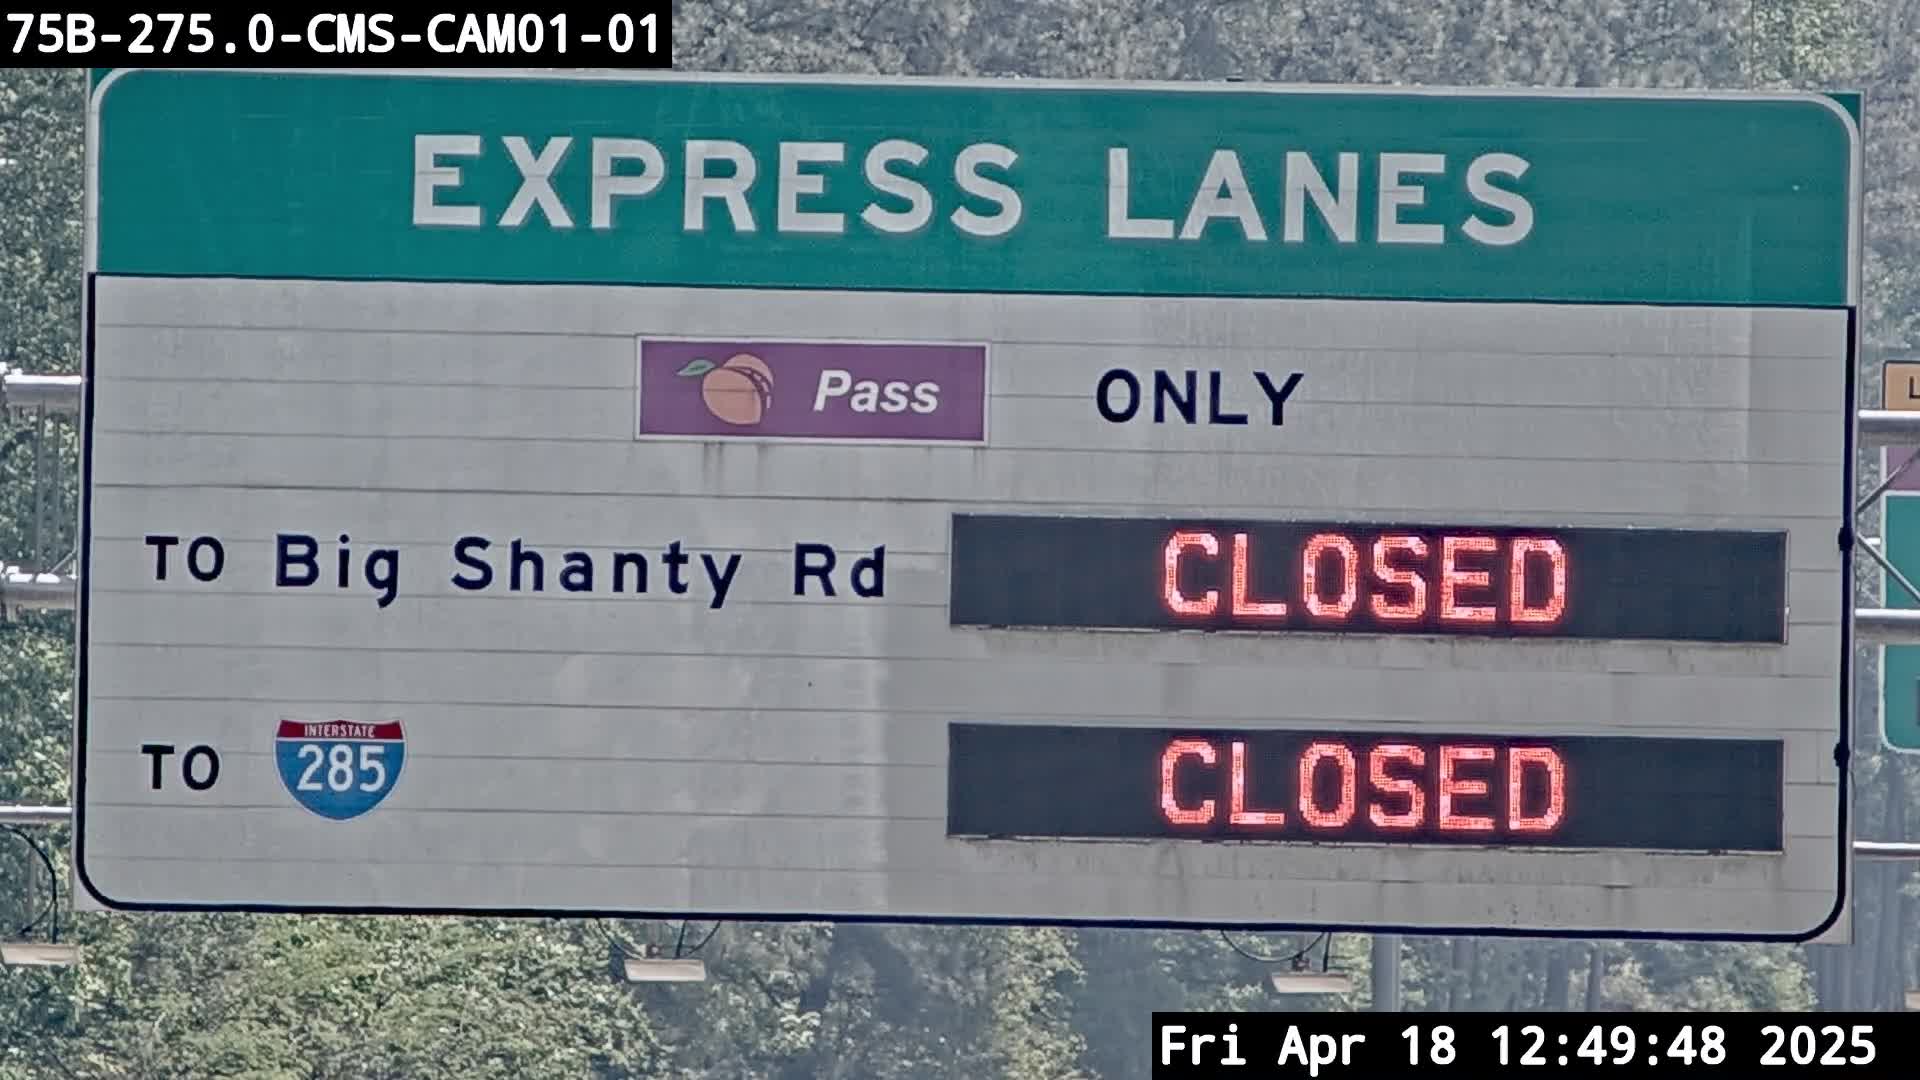 75B-275.0-CMS-CAM01-01
EXPRESS LANES
Pass ONLY
TO Big Shanty Rd CLOSED
TO INTERSTATE 285 CLOSED
Fri Apr 18 12:49:48 2025